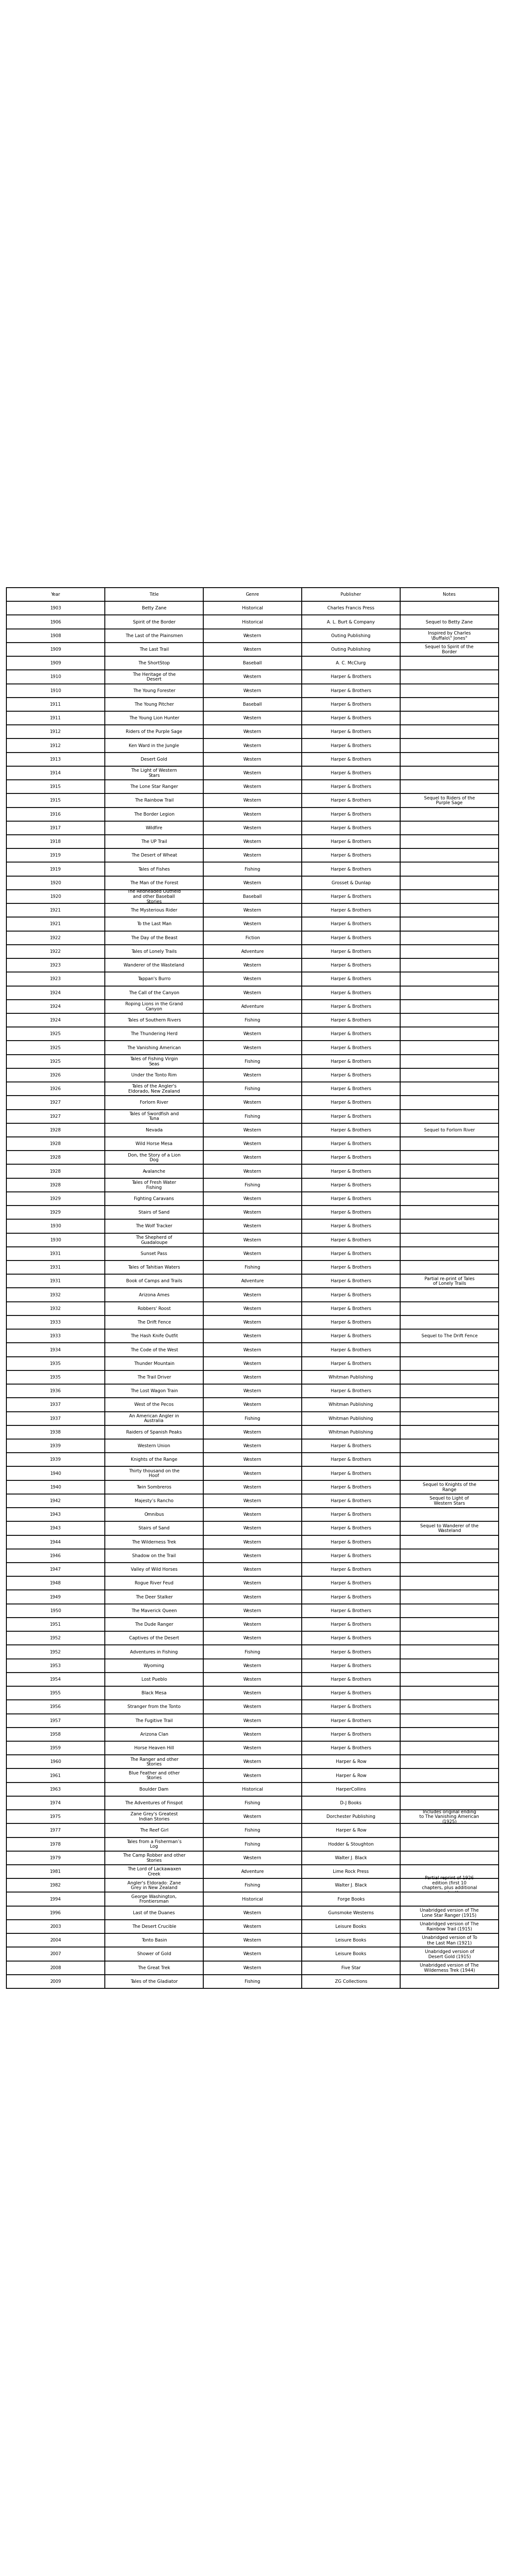 Year Title Genre Publisher Notes
1903 Betty Zane Historical Charles Francis Press
1906 Spirit of the Border Historical A. L. Burt & Company Sequel to Betty Zane
1908 The Last of the Plainsmen Western Outing Publishing Inspired by Charles
\Buffalo\" Jones"
1909 The Last Trail Western Outing Publishing Sequel to Spirit of the
Border
1909 The ShortStop Baseball A. C. McClurg
1910 The Heritage of the
Desert Western Harper & Brothers
1910 The Young Forester Western Harper & Brothers
1911 The Young Pitcher Baseball Harper & Brothers
1911 The Young Lion Hunter Western Harper & Brothers
1912 Riders of the Purple Sage Western Harper & Brothers
1912 Ken Ward in the Jungle Western Harper & Brothers
1913 Desert Gold Western Harper & Brothers
1914 The Light of Western
Stars Western Harper & Brothers
1915 The Lone Star Ranger Western Harper & Brothers
1915 The Rainbow Trail Western Harper & Brothers Sequel to Riders of the
Purple Sage
1916 The Border Legion Western Harper & Brothers
1917 Wildfire Western Harper & Brothers
1918 The UP Trail Western Harper & Brothers
1919 The Desert of Wheat Western Harper & Brothers
1919 Tales of Fishes Fishing Harper & Brothers
1920 The Man of the Forest Western Grosset & Dunlap
1920 The Redheaded Outfield
and other Baseball
Stories Baseball Harper & Brothers
1921 The Mysterious Rider Western Harper & Brothers
1921 To the Last Man Western Harper & Brothers
1922 The Day of the Beast Fiction Harper & Brothers
1922 Tales of Lonely Trails Adventure Harper & Brothers
1923 Wanderer of the Wasteland Western Harper & Brothers
1923 Tappan's Burro Western Harper & Brothers
1924 The Call of the Canyon Western Harper & Brothers
1924 Roping Lions in the Grand
Canyon Adventure Harper & Brothers
1924 Tales of Southern Rivers Fishing Harper & Brothers
1925 The Thundering Herd Western Harper & Brothers
1925 The Vanishing American Western Harper & Brothers
1925 Tales of Fishing Virgin
Seas Fishing Harper & Brothers
1926 Under the Tonto Rim Western Harper & Brothers
1926 Tales of the Angler's
Eldorado, New Zealand Fishing Harper & Brothers
1927 Forlorn River Western Harper & Brothers
1927 Tales of Swordfish and
Tuna Fishing Harper & Brothers
1928 Nevada Western Harper & Brothers Sequel to Forlorn River
1928 Wild Horse Mesa Western Harper & Brothers
1928 Don, the Story of a Lion
Dog Western Harper & Brothers
1928 Avalanche Western Harper & Brothers
1928 Tales of Fresh Water
Fishing Fishing Harper & Brothers
1929 Fighting Caravans Western Harper & Brothers
1929 Stairs of Sand Western Harper & Brothers
1930 The Wolf Tracker Western Harper & Brothers
1930 The Shepherd of
Guadaloupe Western Harper & Brothers
1931 Sunset Pass Western Harper & Brothers
1931 Tales of Tahitian Waters Fishing Harper & Brothers
1931 Book of Camps and Trails Adventure Harper & Brothers Partial re-print of Tales
of Lonely Trails
1932 Arizona Ames Western Harper & Brothers
1932 Robbers' Roost Western Harper & Brothers
1933 The Drift Fence Western Harper & Brothers
1933 The Hash Knife Outfit Western Harper & Brothers Sequel to The Drift Fence
1934 The Code of the West Western Harper & Brothers
1935 Thunder Mountain Western Harper & Brothers
1935 The Trail Driver Western Whitman Publishing
1936 The Lost Wagon Train Western Harper & Brothers
1937 West of the Pecos Western Whitman Publishing
1937 An American Angler in
Australia Fishing Whitman Publishing
1938 Raiders of Spanish Peaks Western Whitman Publishing
1939 Western Union Western Harper & Brothers
1939 Knights of the Range Western Harper & Brothers
1940 Thirty thousand on the
Hoof Western Harper & Brothers
1940 Twin Sombreros Western Harper & Brothers Sequel to Knights of the
Range
1942 Majesty's Rancho Western Harper & Brothers Sequel to Light of
Western Stars
1943 Omnibus Western Harper & Brothers
1943 Stairs of Sand Western Harper & Brothers Sequel to Wanderer of the
Wasteland
1944 The Wilderness Trek Western Harper & Brothers
1946 Shadow on the Trail Western Harper & Brothers
1947 Valley of Wild Horses Western Harper & Brothers
1948 Rogue River Feud Western Harper & Brothers
1949 The Deer Stalker Western Harper & Brothers
1950 The Maverick Queen Western Harper & Brothers
1951 The Dude Ranger Western Harper & Brothers
1952 Captives of the Desert Western Harper & Brothers
1952 Adventures in Fishing Fishing Harper & Brothers
1953 Wyoming Western Harper & Brothers
1954 Lost Pueblo Western Harper & Brothers
1955 Black Mesa Western Harper & Brothers
1956 Stranger from the Tonto Western Harper & Brothers
1957 The Fugitive Trail Western Harper & Brothers
1958 Arizona Clan Western Harper & Brothers
1959 Horse Heaven Hill Western Harper & Brothers
1960 The Ranger and other
Stories Western Harper & Row
1961 Blue Feather and other
Stories Western Harper & Row
1963 Boulder Dam Historical HarperCollins
1974 The Adventures of Finspot Fishing D-J Books
1975 Zane Grey's Greatest
Indian Stories Western Dorchester Publishing Includes original ending
to The Vanishing American
(1925)
1977 The Reef Girl Fishing Harper & Row
1978 Tales from a Fisherman's
Log Fishing Hodder & Stoughton
1979 The Camp Robber and other
Stories Western Walter J. Black
1981 The Lord of Lackawaxen
Creek Adventure Lime Rock Press
1982 Angler's Eldorado: Zane
Grey in New Zealand Fishing Walter J. Black Partial reprint of 1926
edition (first 10
chapters, plus additional
1994 George Washington,
Frontiersman Historical Forge Books
1996 Last of the Duanes Western Gunsmoke Westerns Unabridged version of The
Lone Star Ranger (1915)
2003 The Desert Crucible Western Leisure Books Unabridged version of The
Rainbow Trail (1915)
2004 Tonto Basin Western Leisure Books Unabridged version of To
the Last Man (1921)
2007 Shower of Gold Western Leisure Books Unabridged version of
Desert Gold (1915)
2008 The Great Trek Western Five Star Unabridged version of The
Wilderness Trek (1944)
2009 Tales of the Gladiator Fishing ZG Collections